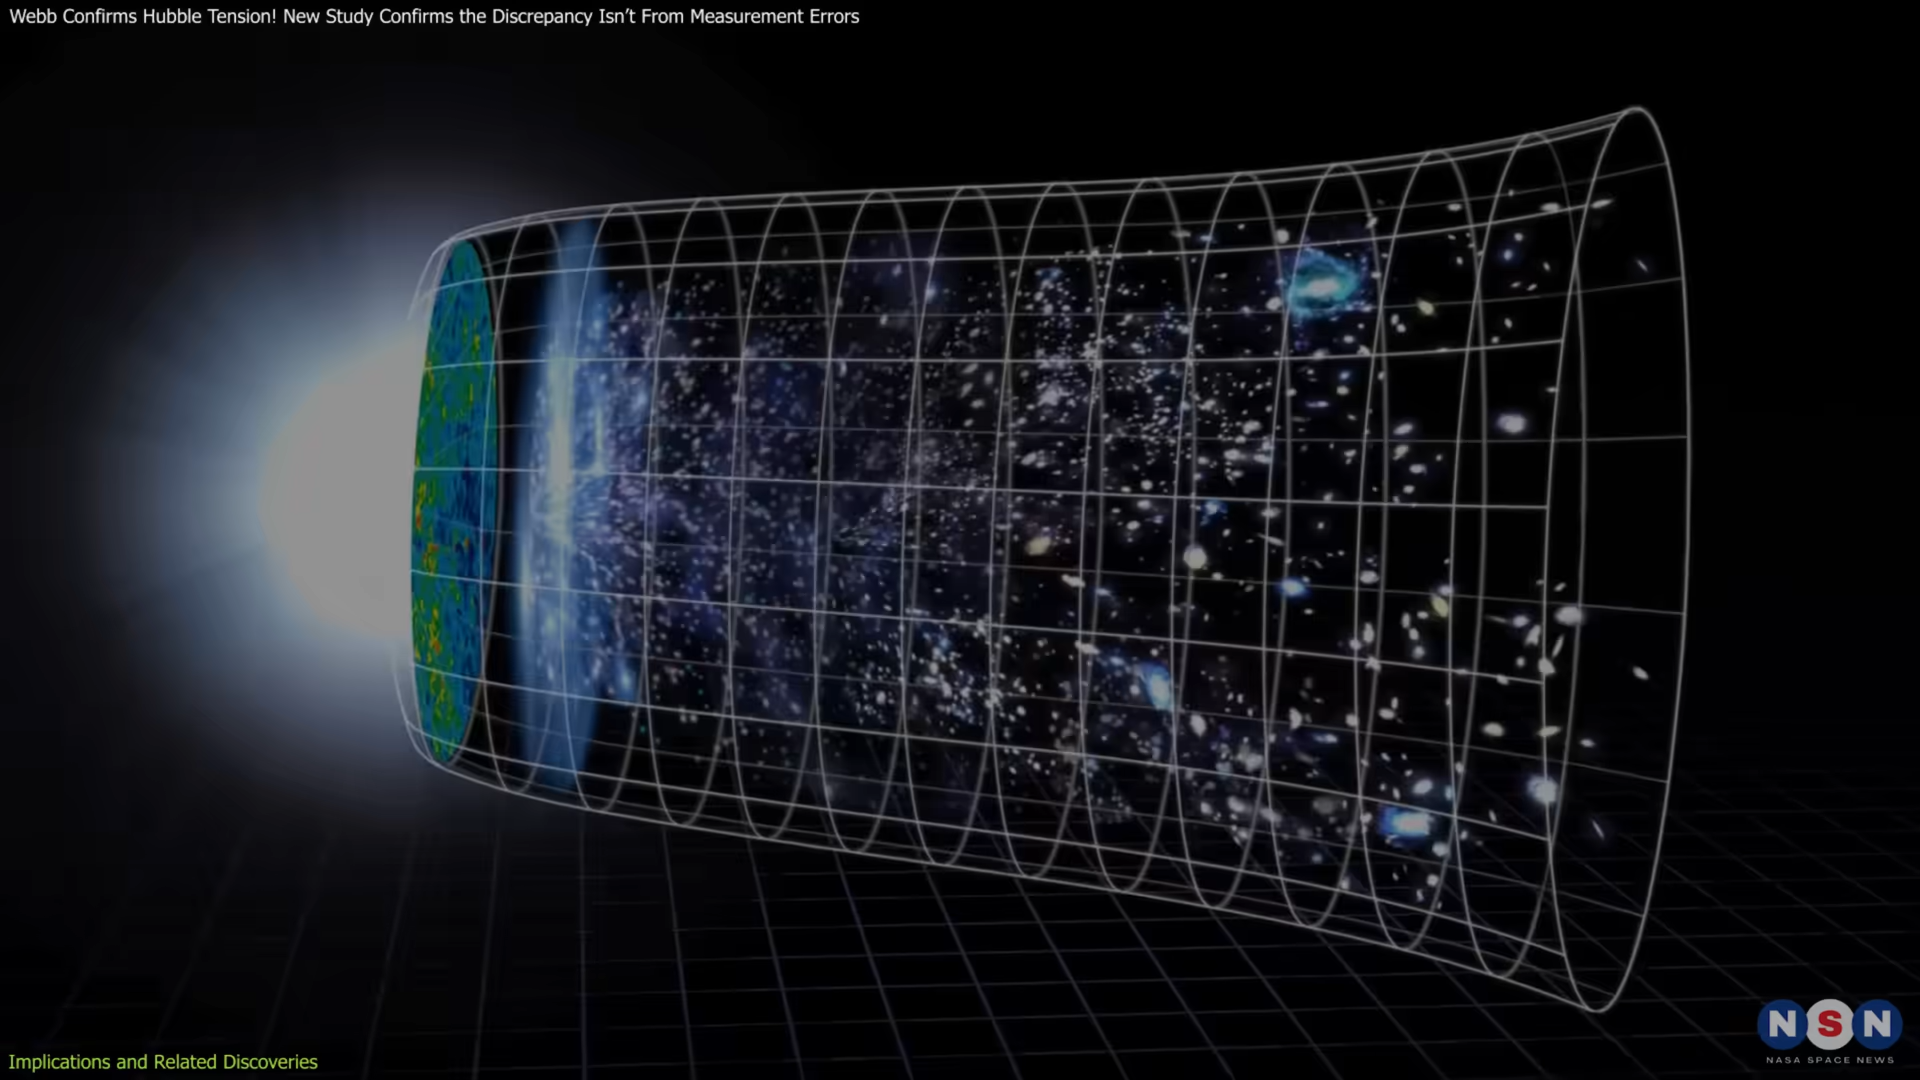 Webb Confirms Hubble Tension! New Study Confirms the Discrepancy Isn’t From Measurement Errors
Implications and Related Discoveries
NSN
NASA SPACE NEWS